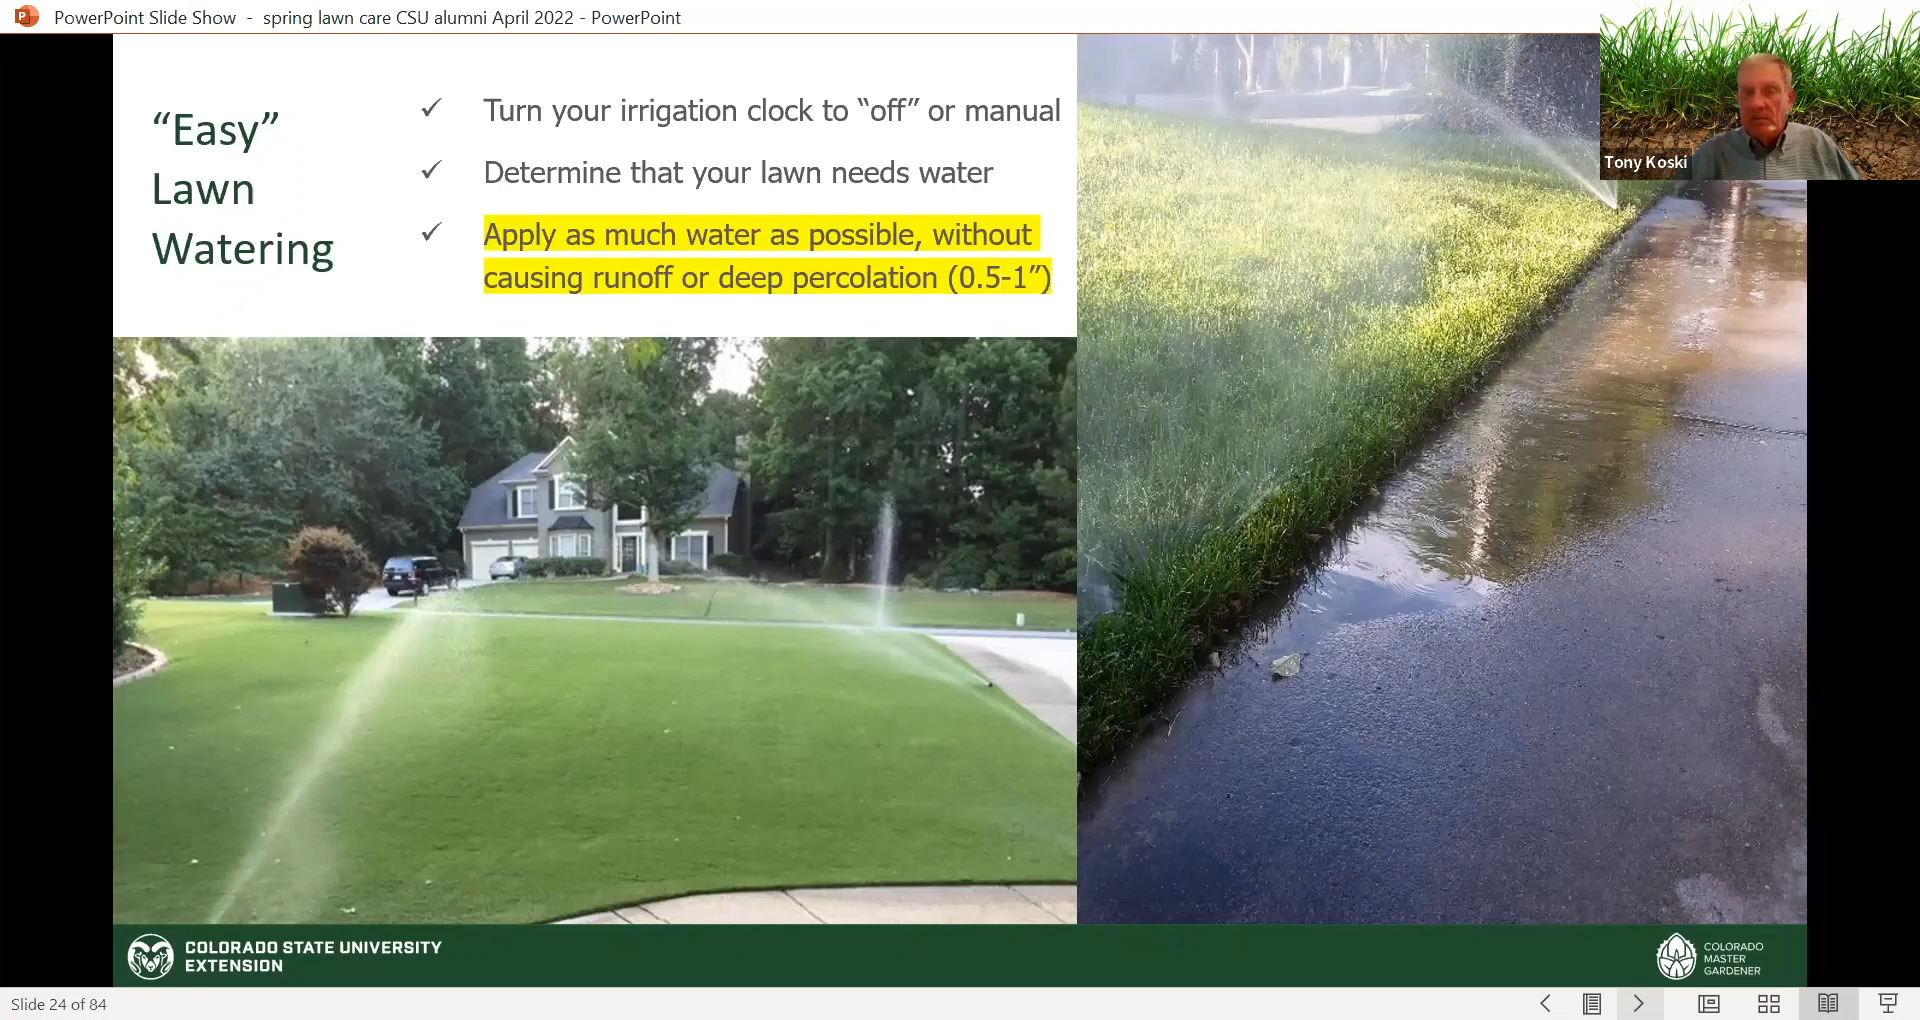 PowerPoint Slide Show - spring lawn care CSU alumni April 2022 - PowerPoint
“Easy”
Lawn
Watering
✓ Turn your irrigation clock to “off” or manual
✓ Determine that your lawn needs water
✓ Apply as much water as possible, without
causing runoff or deep percolation (0.5-1”)
Tony Koski
COLORADO STATE UNIVERSITY
EXTENSION
COLORADO
MASTER
GARDENER
Slide 24 of 84